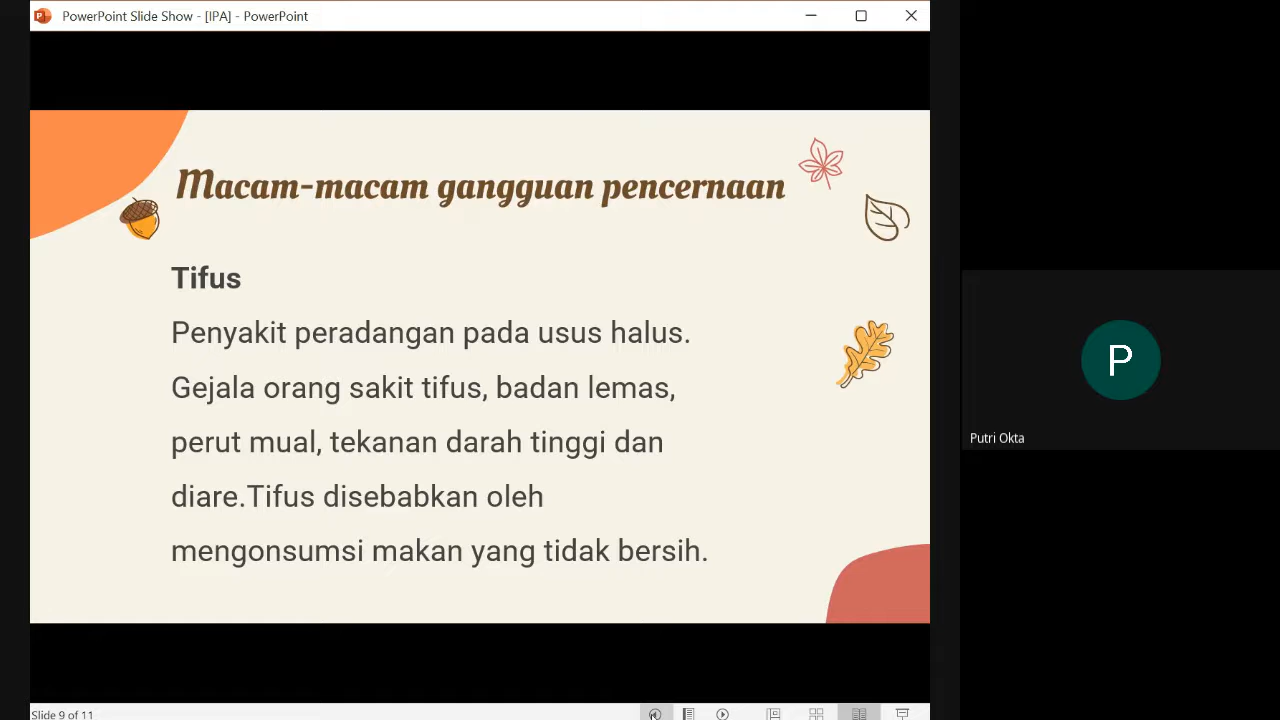 PowerPoint Slide Show - [IPA] - PowerPoint
Macam-macam gangguan pencernaan
Tifus
Penyakit peradangan pada usus halus.
Gejala orang sakit tifus, badan lemas,
perut mual, tekanan darah tinggi dan
diare.Tifus disebabkan oleh
mengonsumsi makan yang tidak bersih.
P
Putri Okta
Slide 9 of 11